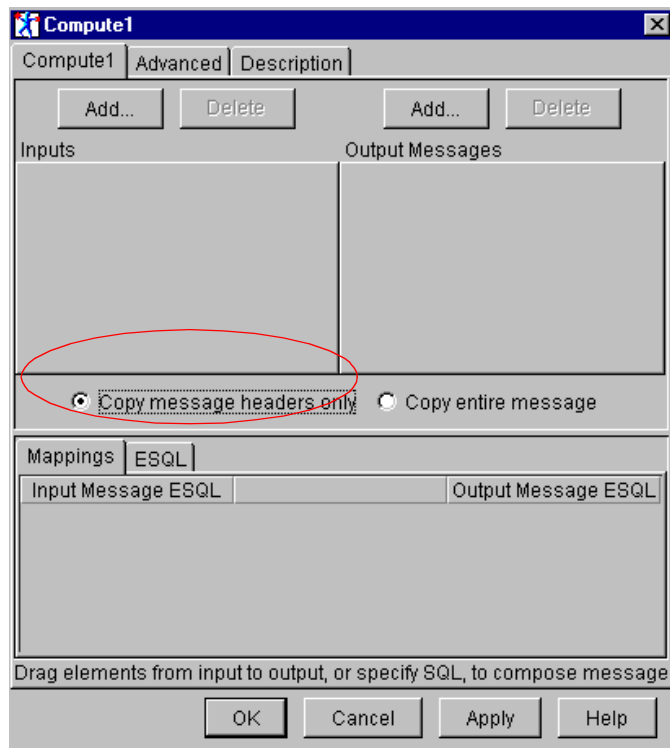 Compute1
Compute1 Advanced Description
Add... Delete Add... Delete
Inputs Output Messages
Copy message headers only Copy entire message
Mappings ESQL
Input Message ESQL Output Message ESQL
Drag elements from input to output, or specify SQL, to compose message
OK Cancel Apply Help